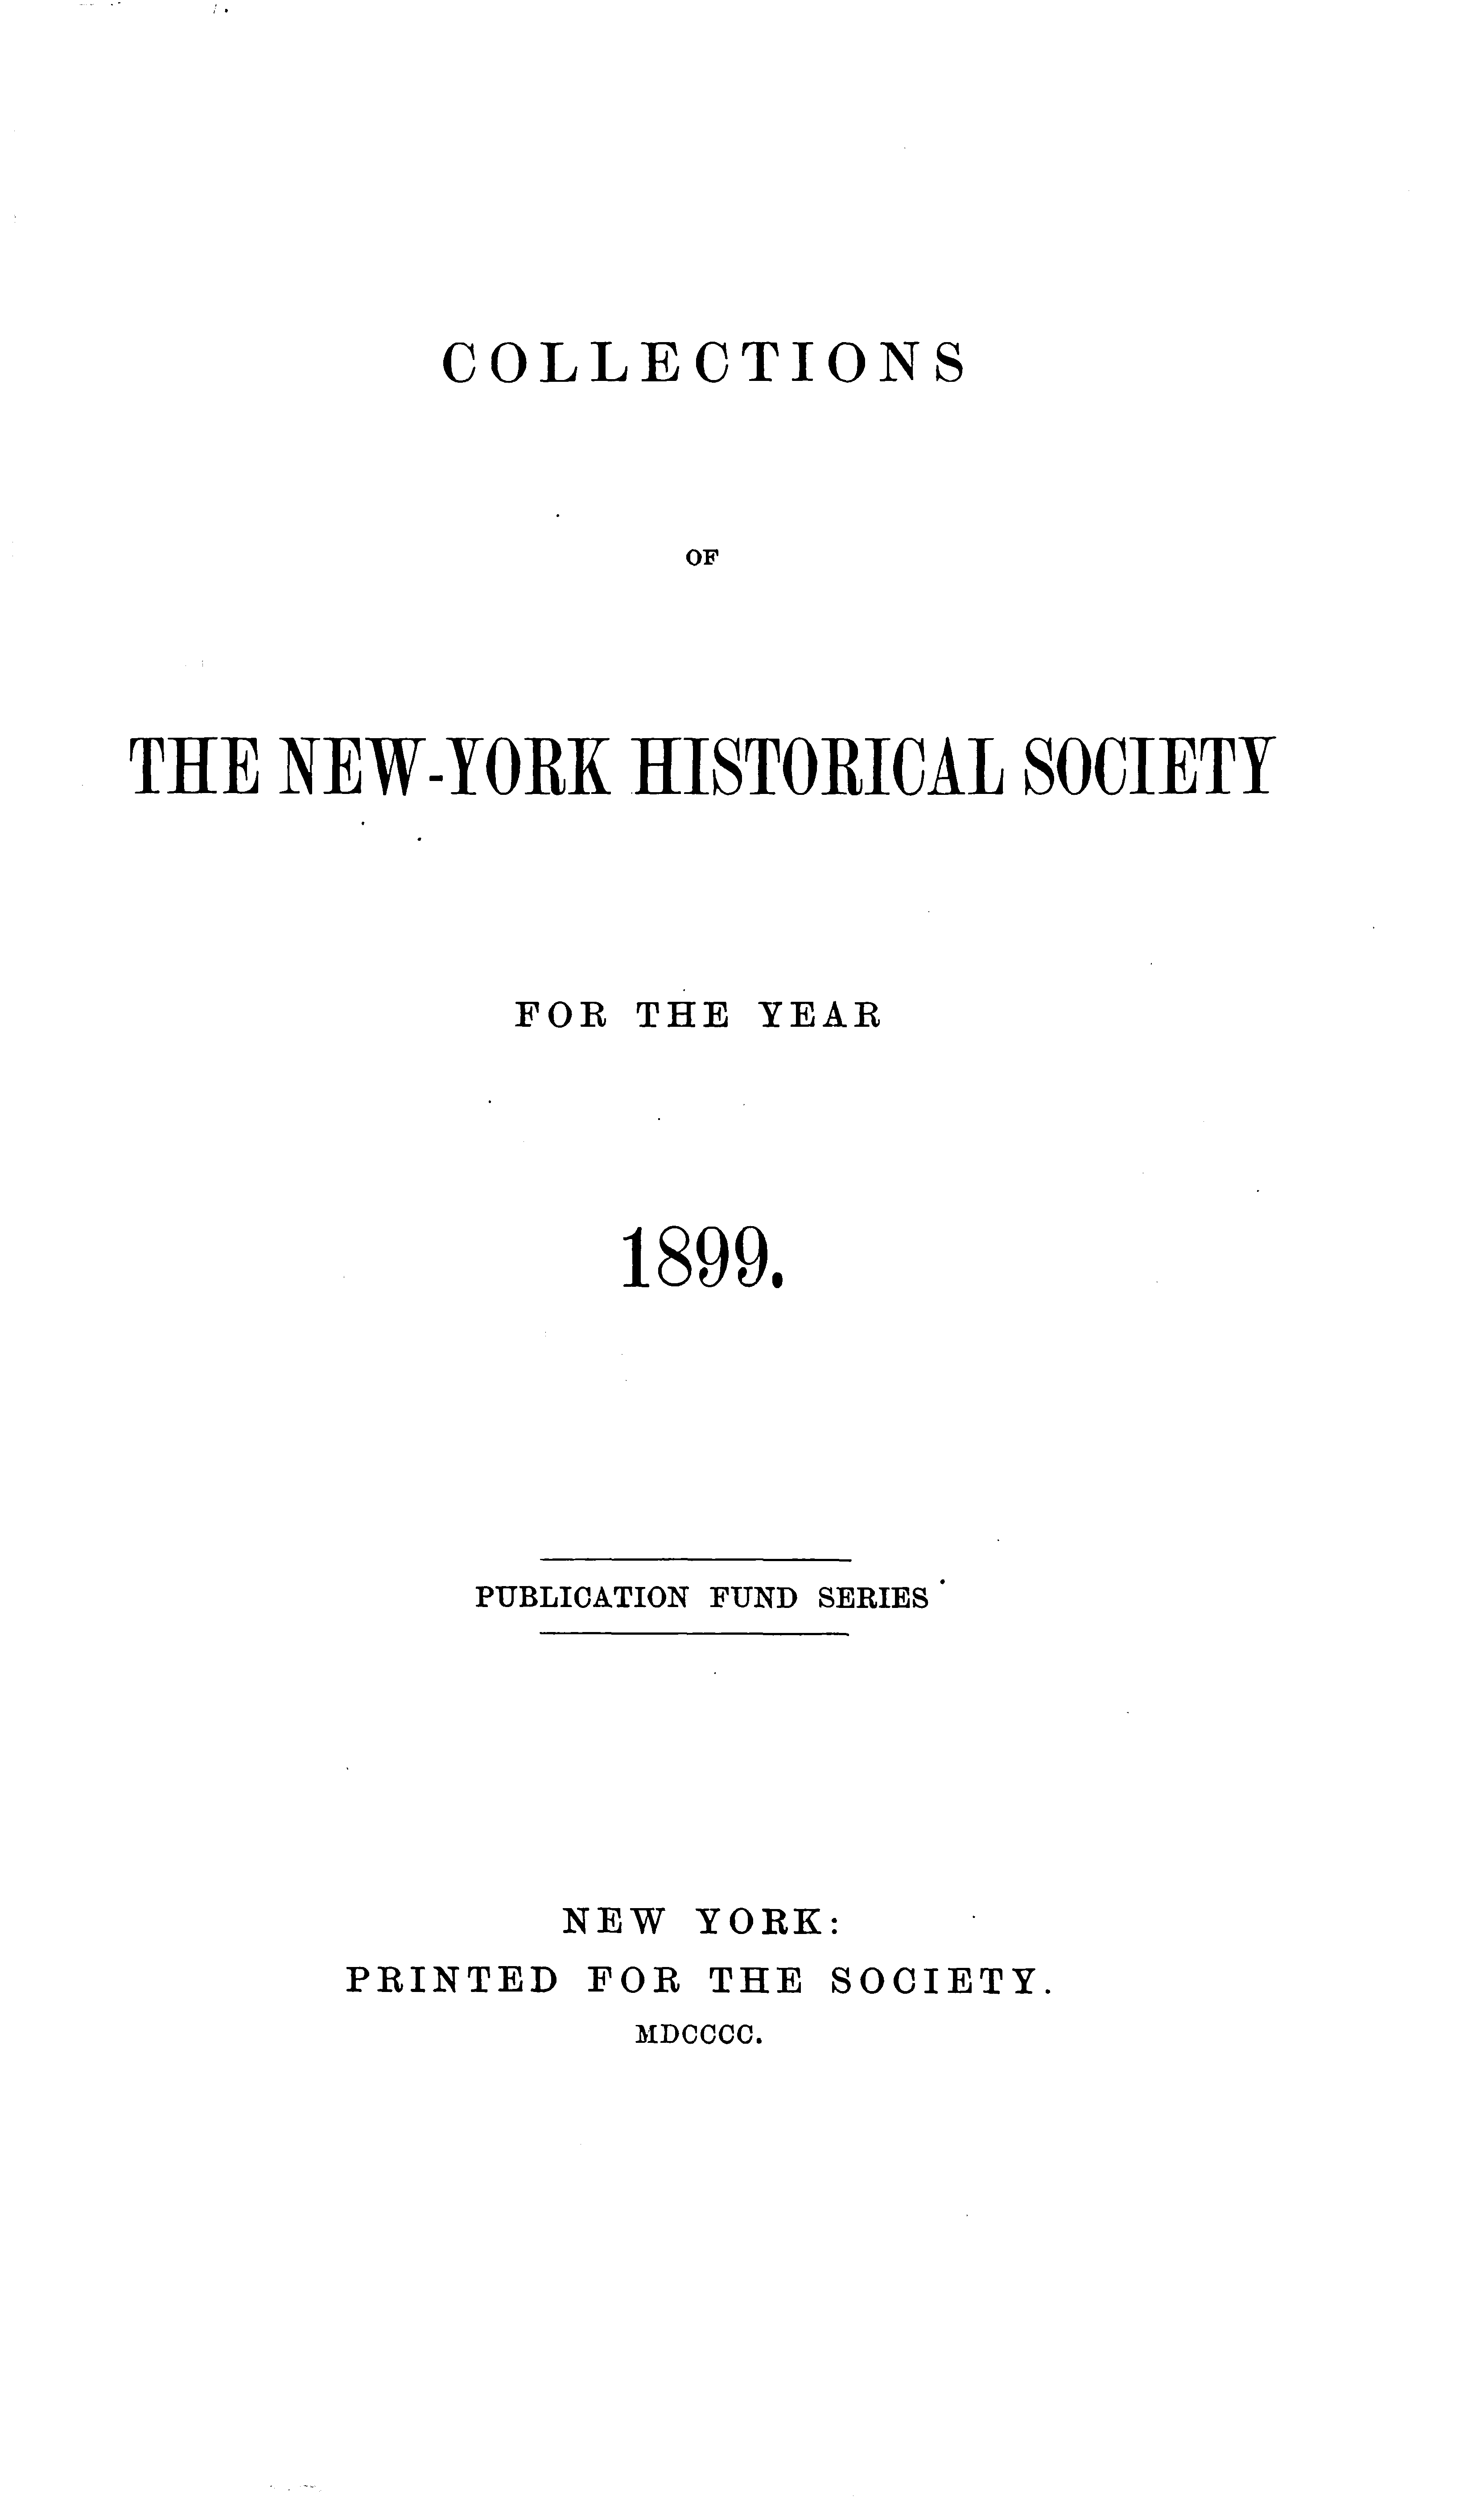 COLLECTIONS
OF
THE NEW-YORK HISTORICAL SOCIETY
FOR THE YEAR
1899.
PUBLICATION FUND SERIES
NEW YORK:
PRINTED FOR THE SOCIETY.
MDCCCC.